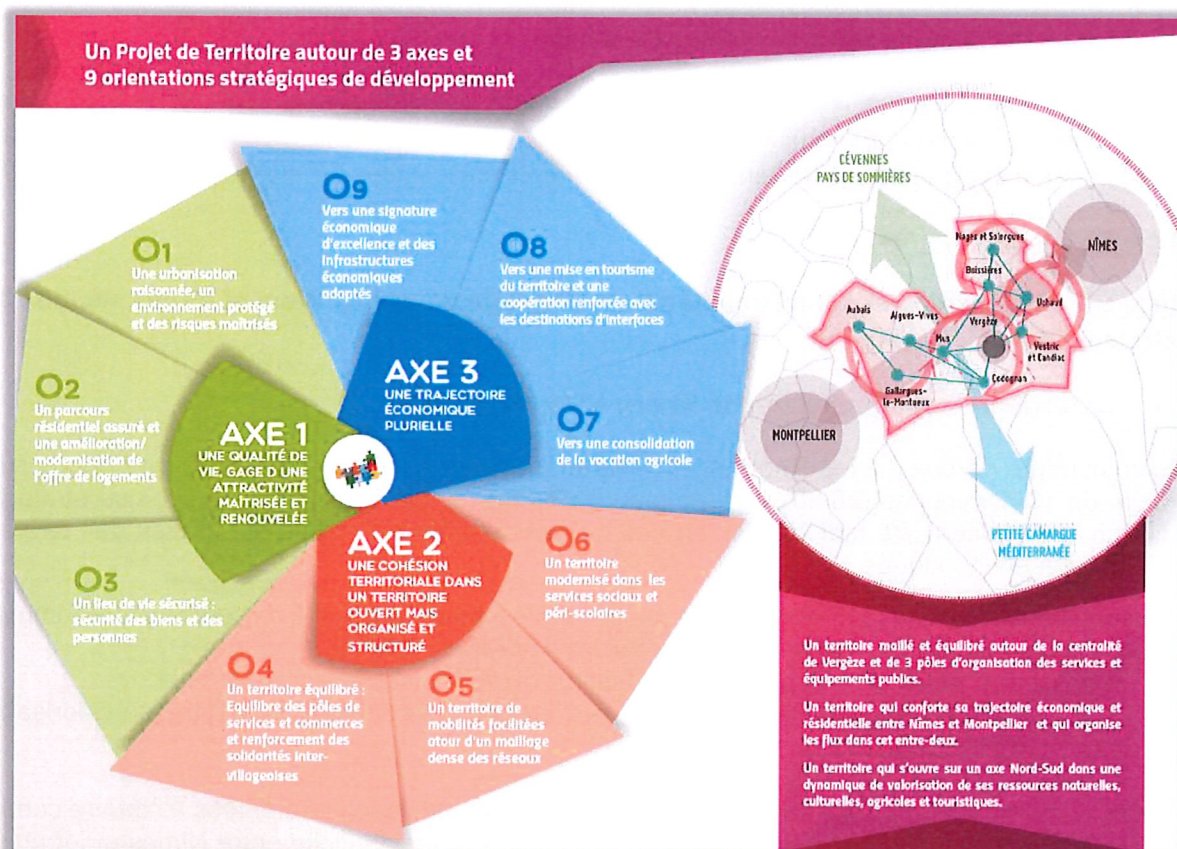 Un Projet de Territoire autour de 3 axes et
9 orientations stratégiques de développement
O1
Une urbanisation
raisonnée, un
environnement protégé
et des risques maîtrisés
O2
Un parcours
résidentiel assuré et
une amélioration/
modernisation de
l'offre de logements
O3
Un lieu de vie sécurisé :
sécurité des biens et des
personnes
AXE 1
UNE QUALITÉ DE
VIE, GAGE D UNE
ATTRACTIVITÉ
MAÎTRISÉE ET
RENOUVELÉE
O4
Un territoire équilibré :
Equilibre des pôles de
services et commerces
et renforcement des
solidarités inter-
villageoises
O5
Un territoire de
mobilités facilitées
atour d'un maillage
dense des réseaux
O6
Un territoire
modernisé dans les
services sociaux et
péri-scolaires
AXE 2
UNE COHÉSION
TERRITORIALE DANS
UN TERRITOIRE
OUVERT MAIS
ORGANISÉ ET
STRUCTURÉ
O7
Vers une consolidation
de la vocation agricole
O8
Vers une mise en tourisme
du territoire et une
coopération renforcée avec
les destinations d'interfaces
O9
Vers une signature
économique
d'excellence et des
infrastructures
économiques
adaptés
AXE 3
UNE TRAJECTOIRE
ÉCONOMIQUE
PLURIELLE
CÉVENNES
PAYS DE SOMMIÈRES
NÎMES
Nages et Solorgues
Boissières
Uchaud
Aubais
Aigues-Vives
Vergèze
Mus
Vestric
et Candiac
Codognan
Gallargues-
le-Montueux
MONTPELLIER
PETITE CAMARGUE
MÉDITERRANÉE
Un territoire maillé et équilibré autour de la centralité
de Vergèze et de 3 pôles d'organisation des services et
équipements publics.
Un territoire qui conforte sa trajectoire économique et
résidentielle entre Nîmes et Montpellier et qui organise
les flux dans cet entre-deux.
Un territoire qui s'ouvre sur un axe Nord-Sud dans une
dynamique de valorisation de ses ressources naturelles,
culturelles, agricoles et touristiques.